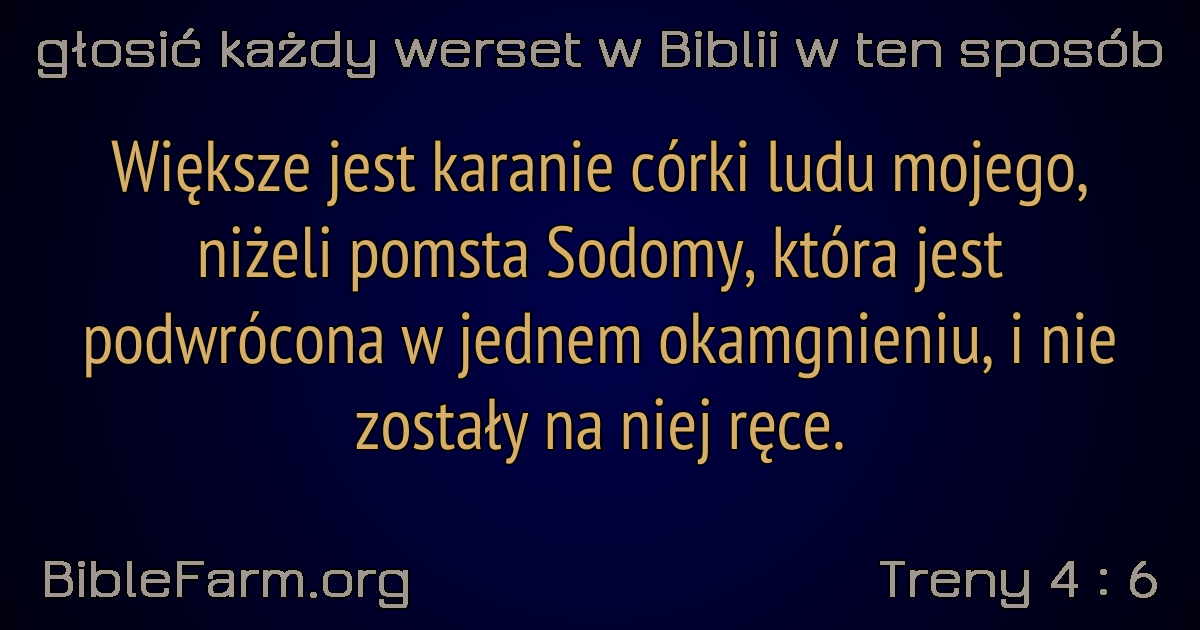 głosić każdy werset w Biblii w ten sposób
Większe jest karanie córki ludu mojego,
niżeli pomsta Sodomy, która jest
podwrócona w jednem okamgnieniu, i nie
zostały na niej ręce.
BibleFarm.org
Treny 4 : 6